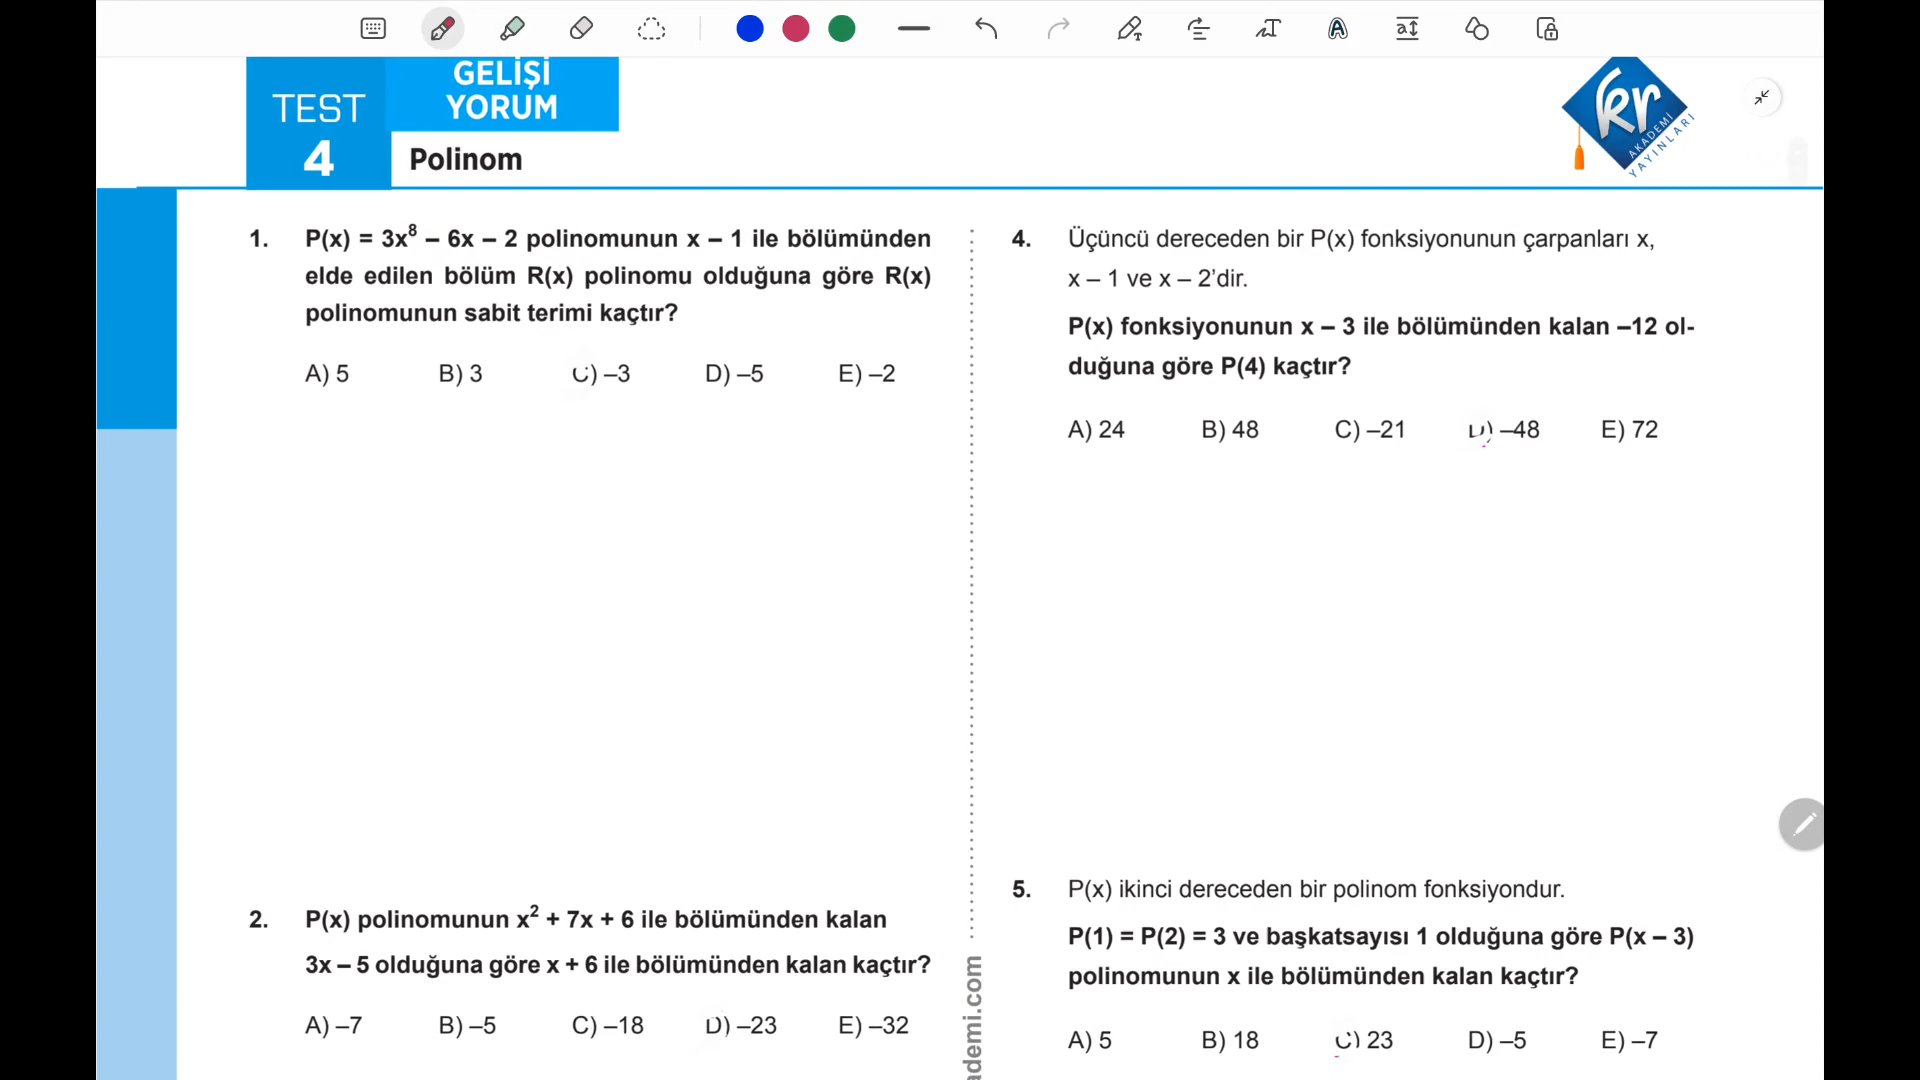 GELİŞİ
YORUM
TEST
4
Polinom
kr
AKADEMİ
YAYINLARI
1. P(x) = 3x⁸ – 6x – 2 polinomunun x – 1 ile bölümünden
elde edilen bölüm R(x) polinomu olduğuna göre R(x)
polinomunun sabit terimi kaçtır?
A) 5 B) 3 C) –3 D) –5 E) –2
2. P(x) polinomunun x² + 7x + 6 ile bölümünden kalan
3x – 5 olduğuna göre x + 6 ile bölümünden kalan kaçtır?
A) –7 B) –5 C) –18 D) –23 E) –32
ademi.com
4. Üçüncü dereceden bir P(x) fonksiyonunun çarpanları x,
x – 1 ve x – 2’dir.
P(x) fonksiyonunun x – 3 ile bölümünden kalan –12 ol-
duğuna göre P(4) kaçtır?
A) 24 B) 48 C) –21 D) –48 E) 72
5. P(x) ikinci dereceden bir polinom fonksiyondur.
P(1) = P(2) = 3 ve başkatsayısı 1 olduğuna göre P(x – 3)
polinomunun x ile bölümünden kalan kaçtır?
A) 5 B) 18 C) 23 D) –5 E) –7